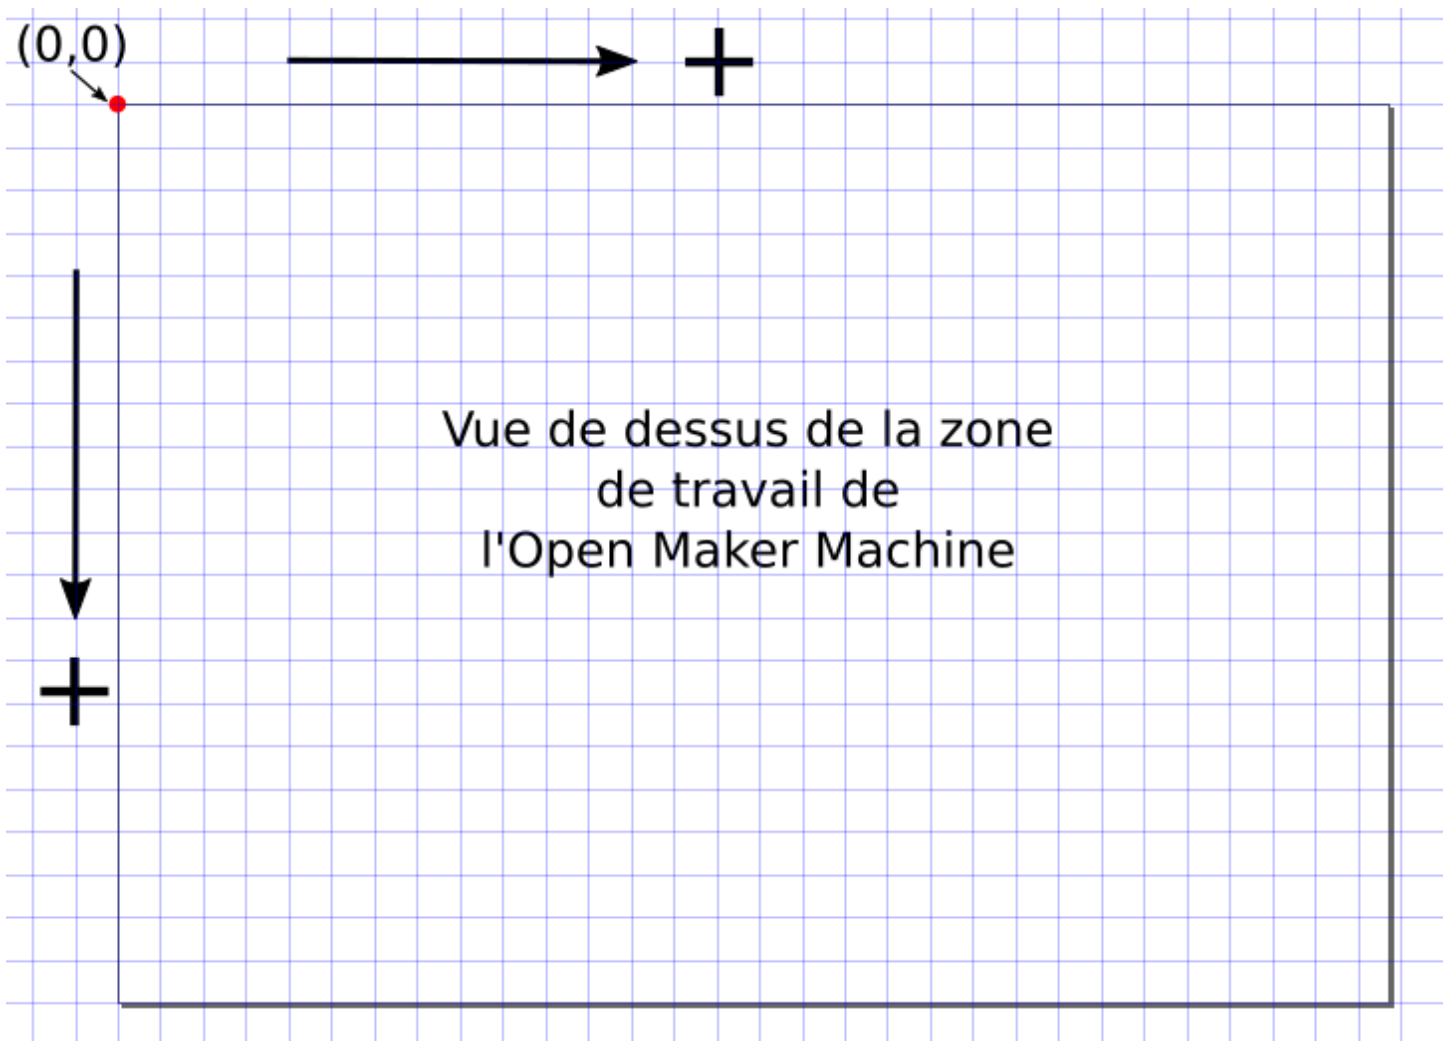 (0,0)
+
Vue de dessus de la zone
de travail de
l'Open Maker Machine
+